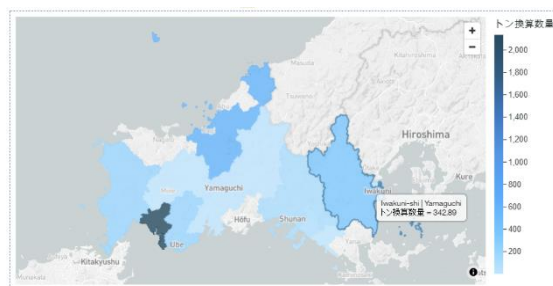 トン換算数量
2,000
1,800
1,600
1,400
1,200
1,000
800
600
400
200
+
−
Masuda
Hiroshima
Kure
Iwakuni
Iwakuni-shi | Yamaguchi
トン換算数量 = 342.89
Yamaguchi
Hōfu
Shunan
Ube
Kitakyushu